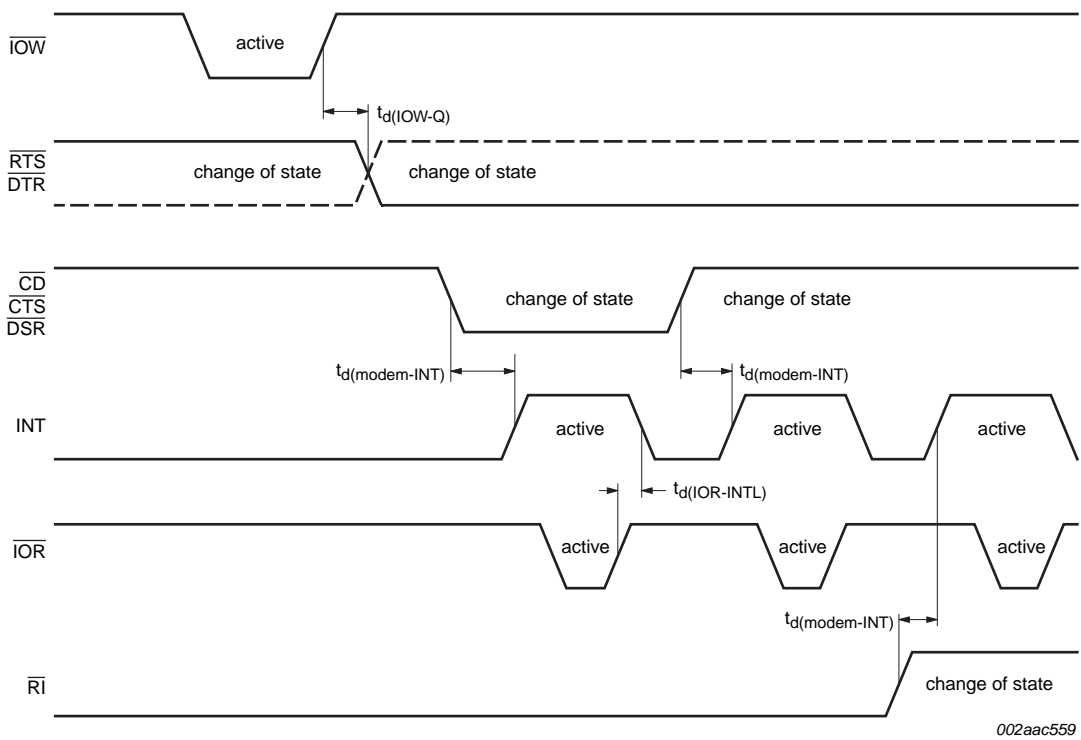 IOW
active
td(IOW-Q)
RTS
DTR
change of state
change of state
CD
CTS
DSR
change of state
change of state
td(modem-INT)
td(modem-INT)
INT
active
active
active
td(IOR-INTL)
IOR
active
active
active
td(modem-INT)
RI
change of state
002aac559